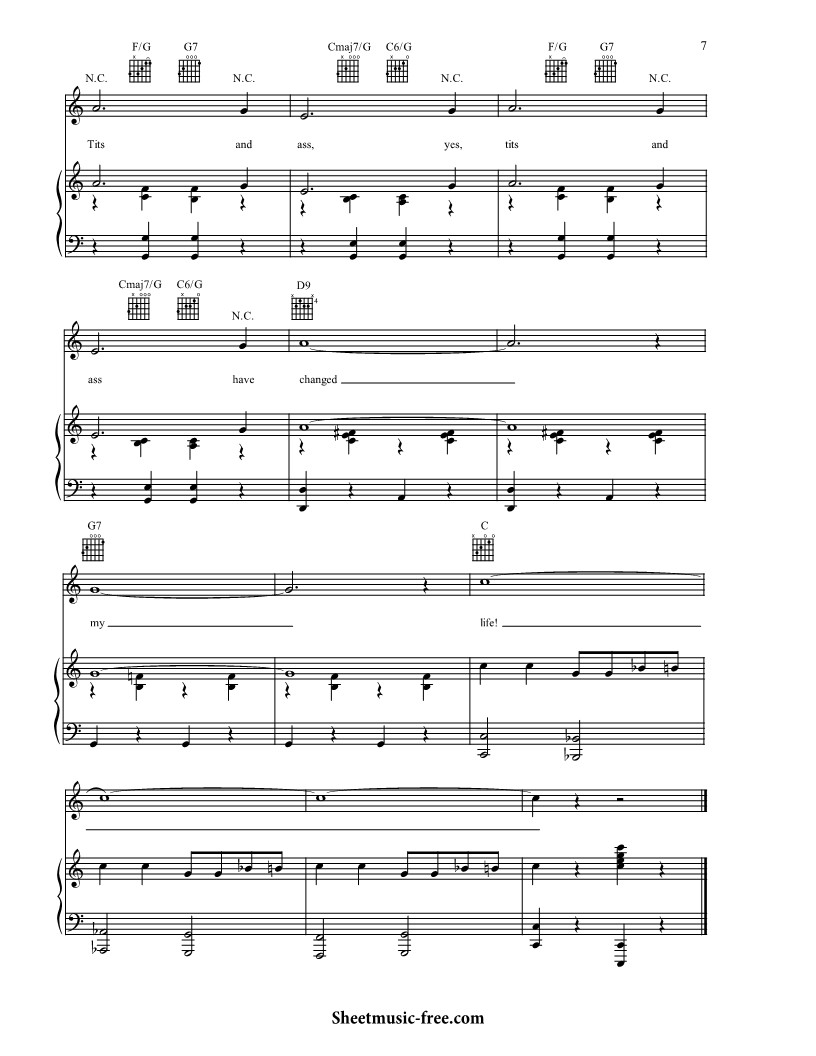 7
F/G G7 Cmaj7/G C6/G F/G G7
N.C. N.C. N.C. N.C.
Tits and ass, yes, tits and
Cmaj7/G C6/G D9
4
N.C.
ass have changed
G7 C
my life!
Sheetmusic-free.com